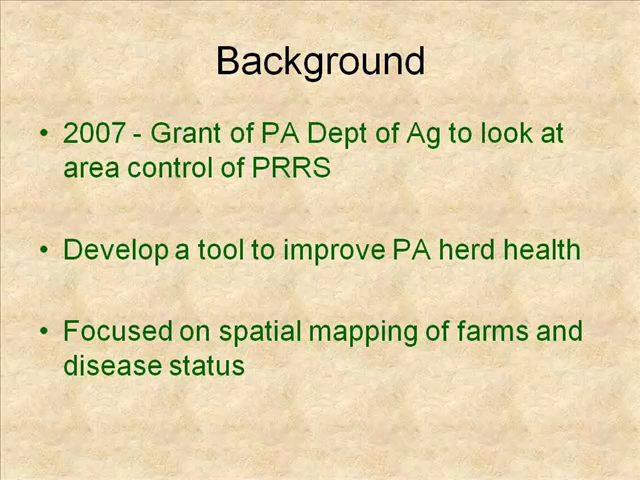 Background
• 2007 - Grant of PA Dept of Ag to look at
area control of PRRS
• Develop a tool to improve PA herd health
• Focused on spatial mapping of farms and
disease status